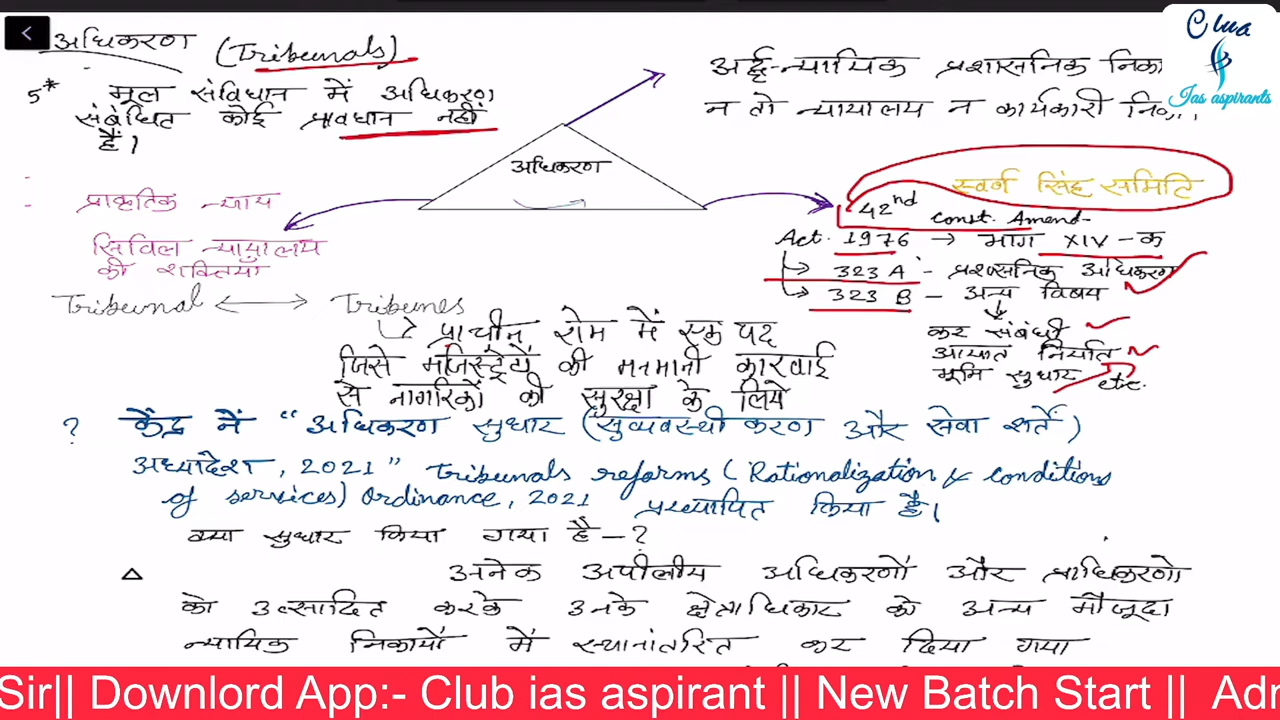 अधिकरण (Tribunals)
5* मूल संविधान में अधिकरण
संबंधित कोई प्रावधान नहीं
हैं।
अर्द्ध-न्यायिक प्रशासनिक निका
न तो न्यायालय न कार्यकारी निका
Clua
Ias aspirants
अधिकरण
स्वर्ण सिंह समिति
42nd Const. Amend-
Act. 1976 → भाग XIV-क
323 A - प्रशासनिक अधिकरण
323 B - अन्य विषय
कर संबंधी
आयात निर्यात
भूमि सुधार etc.
प्राकृतिक न्याय
सिविल न्यायालय
की शक्तियां
Tribunal ↔ Tribunes
प्राचीन रोम में एक पद
जिसे मजिस्ट्रेटों की मनमानी कारवाई
से नागरिकों की सुरक्षा के लिये
? केंद्र नें "अधिकरण सुधार (सुव्यवस्थीकरण और सेवा शर्तें)
अध्यादेश, 2021" Tribunals reforms (Rationalization & conditions
of services) Ordinance, 2021 प्रख्यापित किया है।
क्या सुधार किया गया है-?
अनेक अपीलीय अधिकरणों और प्राधिकरणो
को उत्सादित करके उनके क्षेत्राधिकार को अन्य मौजूदा
न्यायिक निकायों में स्थानांतरित कर दिया गया
Sir|| Downlord App:- Club ias aspirant || New Batch Start || Adr